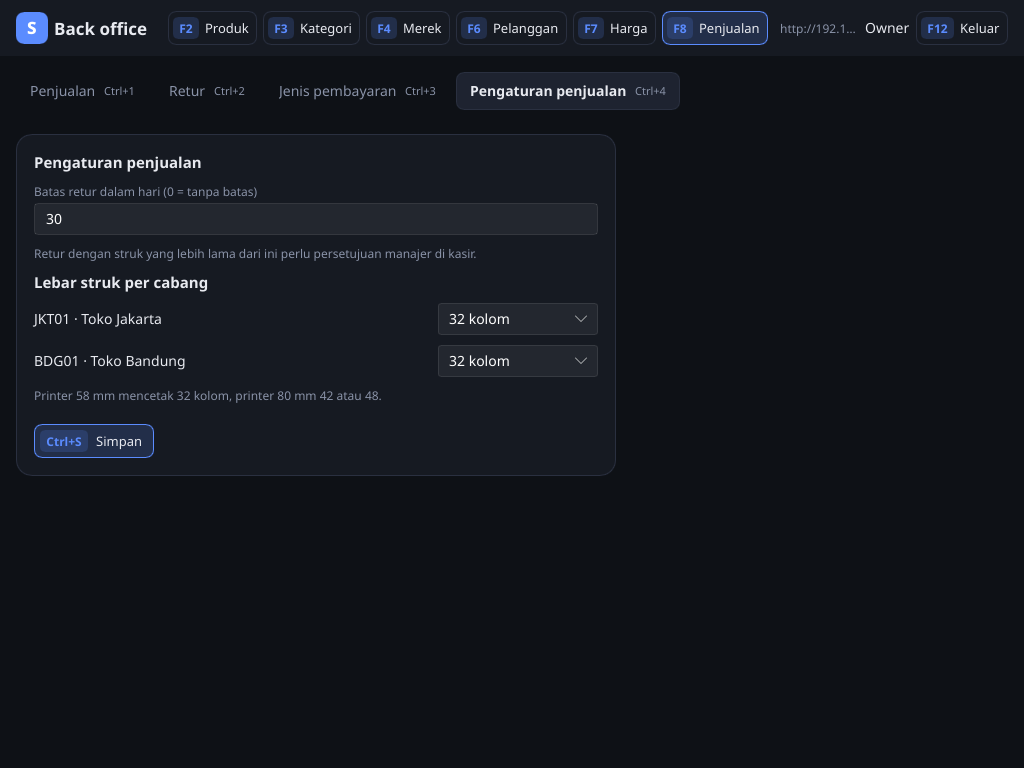 S Back office F2 Produk F3 Kategori F4 Merek F6 Pelanggan F7 Harga F8 Penjualan http://192.1... Owner F12 Keluar
Penjualan Ctrl+1 Retur Ctrl+2 Jenis pembayaran Ctrl+3 Pengaturan penjualan Ctrl+4
Pengaturan penjualan
Batas retur dalam hari (0 = tanpa batas)
30
Retur dengan struk yang lebih lama dari ini perlu persetujuan manajer di kasir.
Lebar struk per cabang
JKT01 · Toko Jakarta 32 kolom
BDG01 · Toko Bandung 32 kolom
Printer 58 mm mencetak 32 kolom, printer 80 mm 42 atau 48.
Ctrl+S Simpan